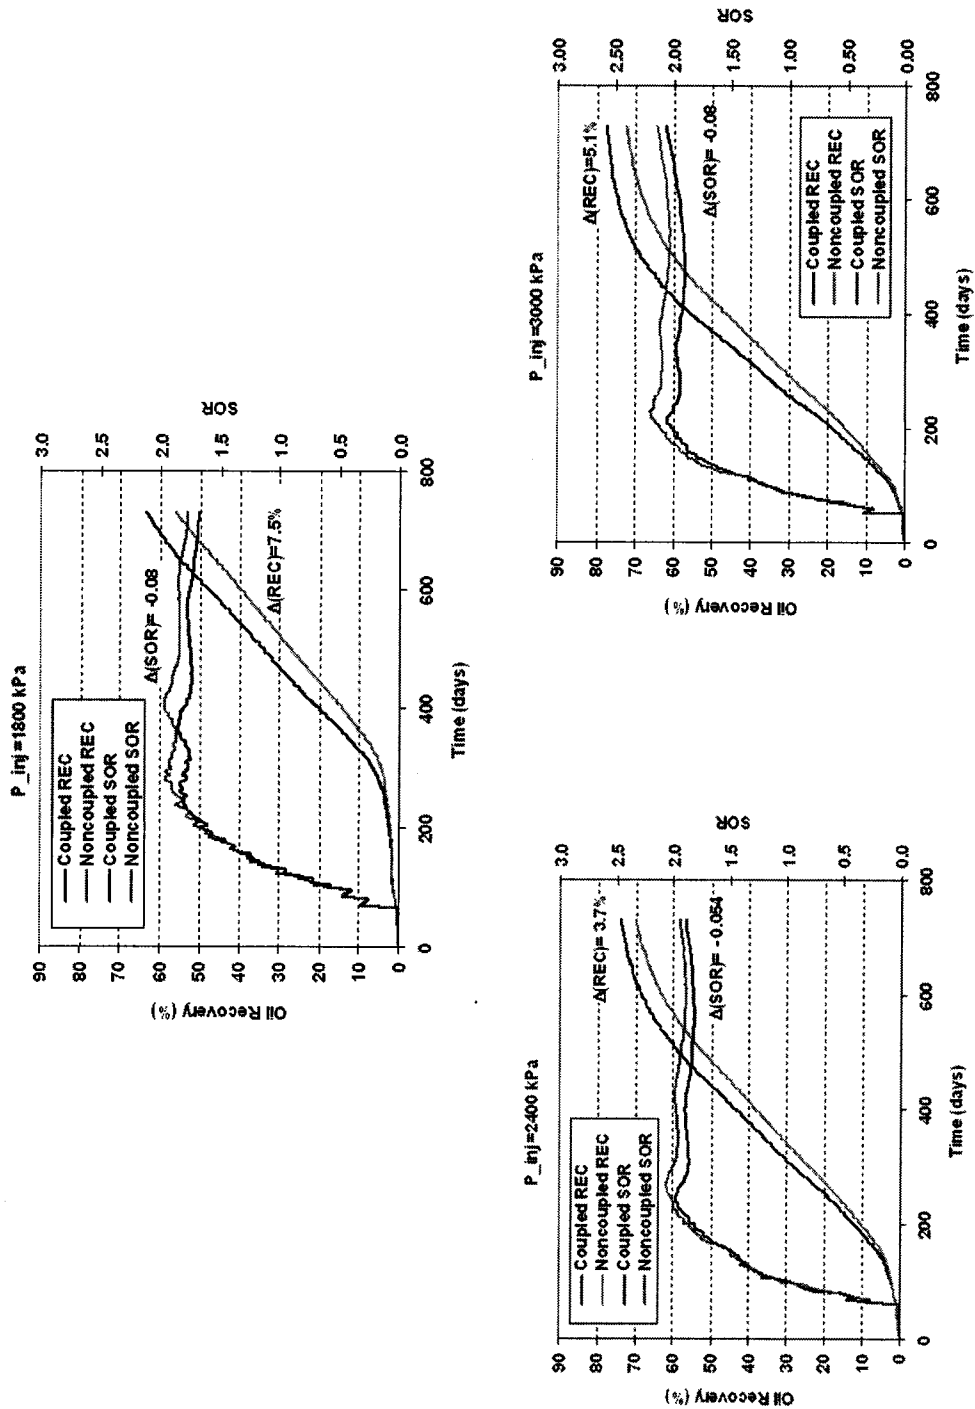 P_inj=1800 kPa
Coupled REC
Noncoupled REC
Coupled SOR
Noncoupled SOR
Δ(SOR)= -0.08
Δ(REC)=7.5%
Oil Recovery (%)
90
80
70
60
50
40
30
20
10
0
SOR
3.0
2.5
2.0
1.5
1.0
0.5
0.0
0
200
400
600
800
Time (days)
P_inj=2400 kPa
Coupled REC
Noncoupled REC
Coupled SOR
Noncoupled SOR
Δ(REC)= 3.7%
Δ(SOR)= -0.054
Oil Recovery (%)
90
80
70
60
50
40
30
20
10
0
SOR
3.0
2.5
2.0
1.5
1.0
0.5
0.0
0
200
400
600
800
Time (days)
P_inj=3000 kPa
Δ(REC)=5.1%
Δ(SOR)= -0.08
Coupled REC
Noncoupled REC
Coupled SOR
Noncoupled SOR
Oil Recovery (%)
90
80
70
60
50
40
30
20
10
0
SOR
3.00
2.50
2.00
1.50
1.00
0.50
0.00
0
200
400
600
800
Time (days)